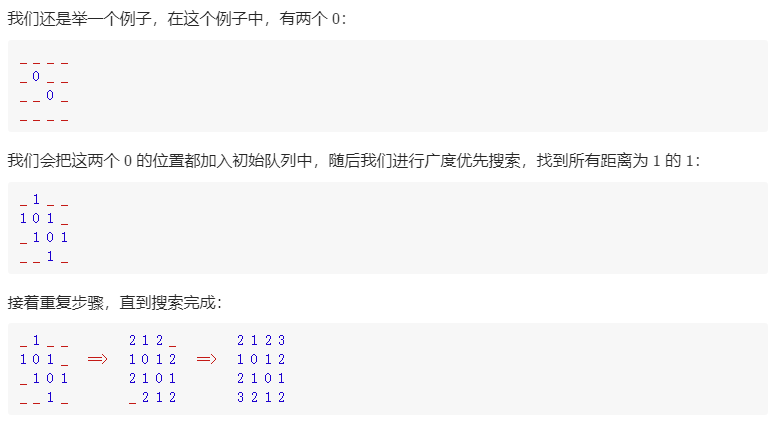 我们还是举一个例子，在这个例子中，有两个 0：
_ _ _ _
_ 0 _ _
_ _ 0 _
_ _ _ _
我们会把这两个 0 的位置都加入初始队列中，随后我们进行广度优先搜索，找到所有距离为 1 的 1：
_ 1 _ _
1 0 1 _
_ 1 0 1
_ _ 1 _
接着重复步骤，直到搜索完成：
_ 1 _ _         2 1 2 _         2 1 2 3
1 0 1 _   ==>   1 0 1 2   ==>   1 0 1 2
_ 1 0 1         2 1 0 1         2 1 0 1
_ _ 1 _         _ 2 1 2         3 2 1 2